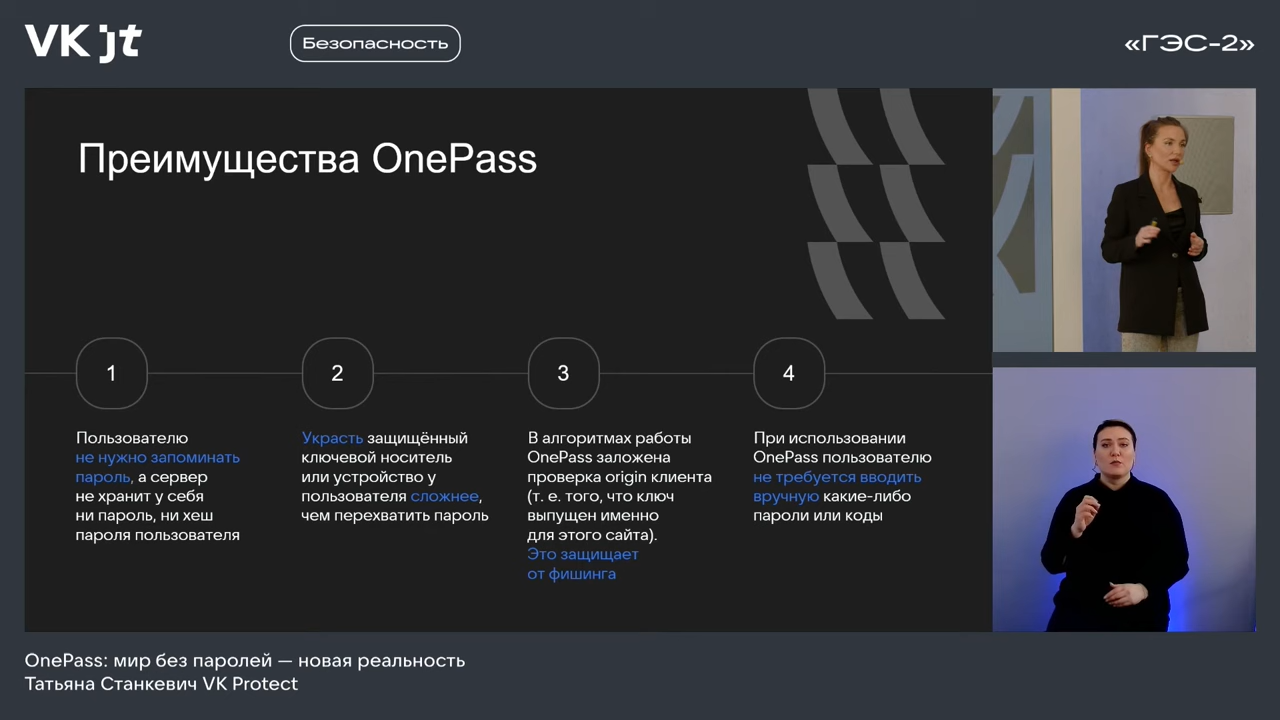 VK jt
Безопасность
«ГЭС-2»
Преимущества OnePass
1
2
3
4
Пользователю
не нужно запоминать
пароль, а сервер
не хранит у себя
ни пароль, ни хеш
пароля пользователя
Украсть защищённый
ключевой носитель
или устройство у
пользователя сложнее,
чем перехватить пароль
В алгоритмах работы
OnePass заложена
проверка origin клиента
(т. е. того, что ключ
выпущен именно
для этого сайта).
Это защищает
от фишинга
При использовании
OnePass пользователю
не требуется вводить
вручную какие-либо
пароли или коды
OnePass: мир без паролей — новая реальность
Татьяна Станкевич VK Protect